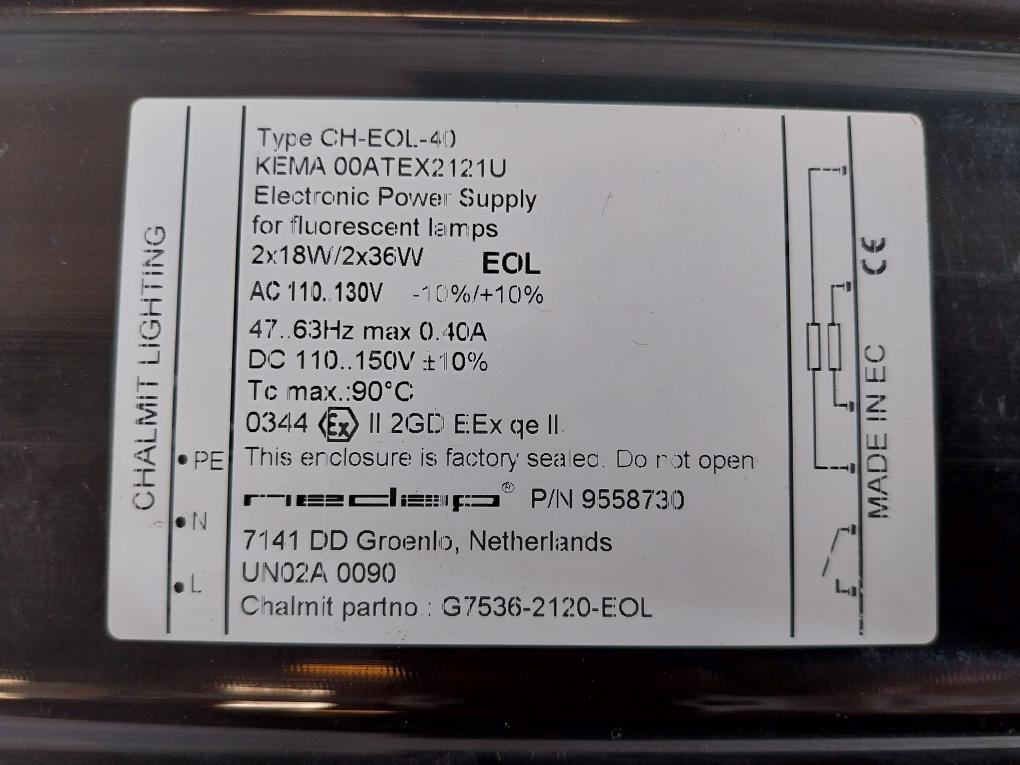 CHALMIT LIGHTING
PE
N
L
Type CH-EOL-40
KEMA 00ATEX2121U
Electronic Power Supply
for fluorescent lamps
2x18W/2x36W EOL
AC 110..130V -10%/+10%
47..63Hz max 0.40A
DC 110..150V ±10%
Tc max.:90°C
0344 Ex II 2GD EEx qe II
This enclosure is factory sealed. Do not open
nedap® P/N 9558730
7141 DD Groenlo, Netherlands
UN02A 0090
Chalmit partno.: G7536-2120-EOL
CE
MADE IN EC